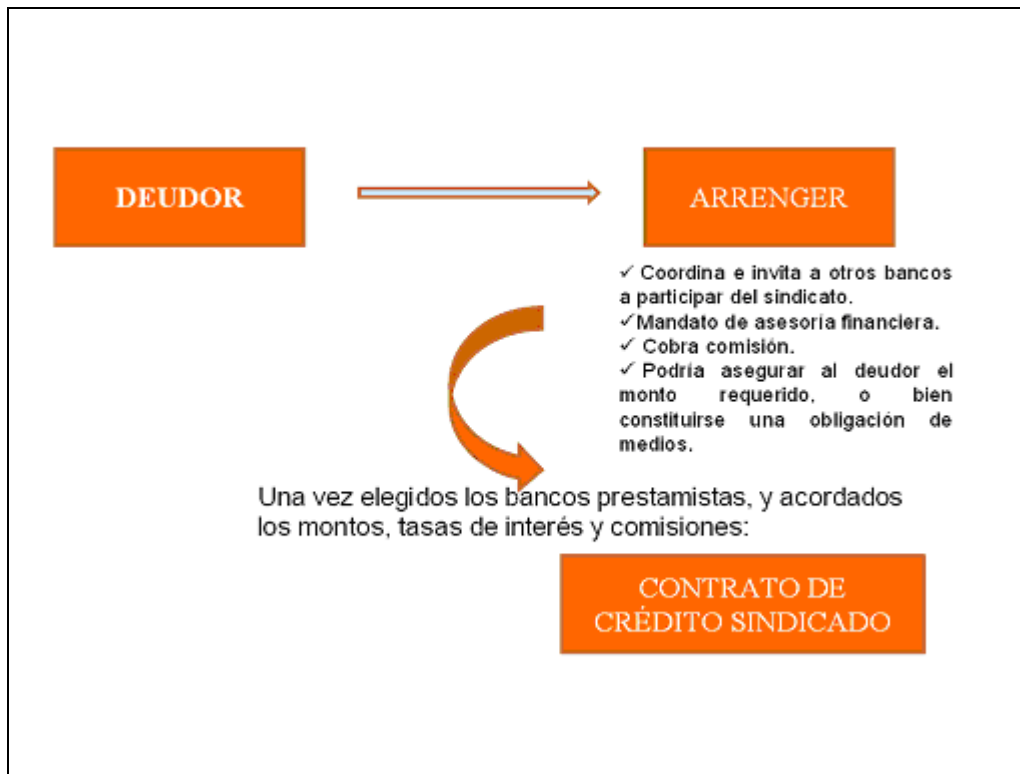 DEUDOR
ARRENGER
✓ Coordina e invita a otros bancos
a participar del sindicato.
✓Mandato de asesoría financiera.
✓ Cobra comisión.
✓ Podría asegurar al deudor el
monto requerido, o bien
constituirse una obligación de
medios.
Una vez elegidos los bancos prestamistas, y acordados
los montos, tasas de interés y comisiones:
CONTRATO DE
CRÉDITO SINDICADO